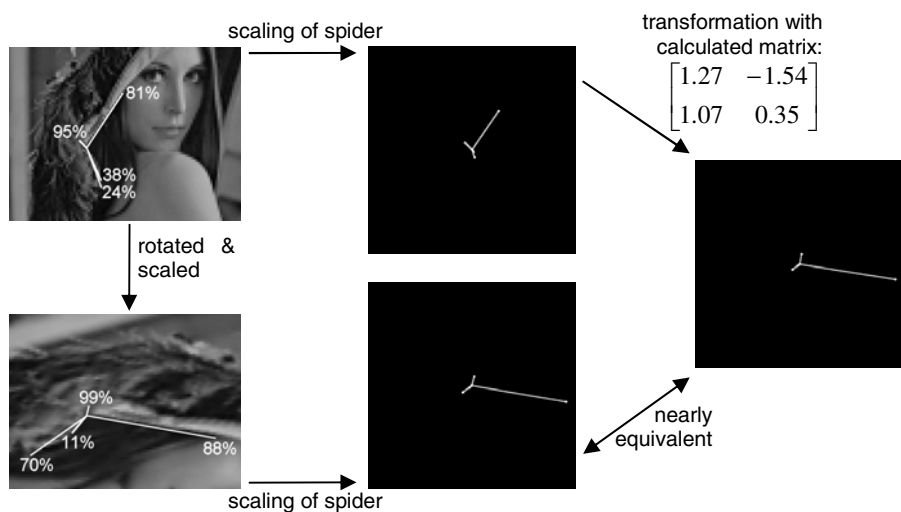 scaling of spider
transformation with
calculated matrix:
1.27 −1.54
1.07 0.35
81%
95%
38%
24%
rotated &
scaled
99%
11%
88%
70%
nearly
equivalent
scaling of spider